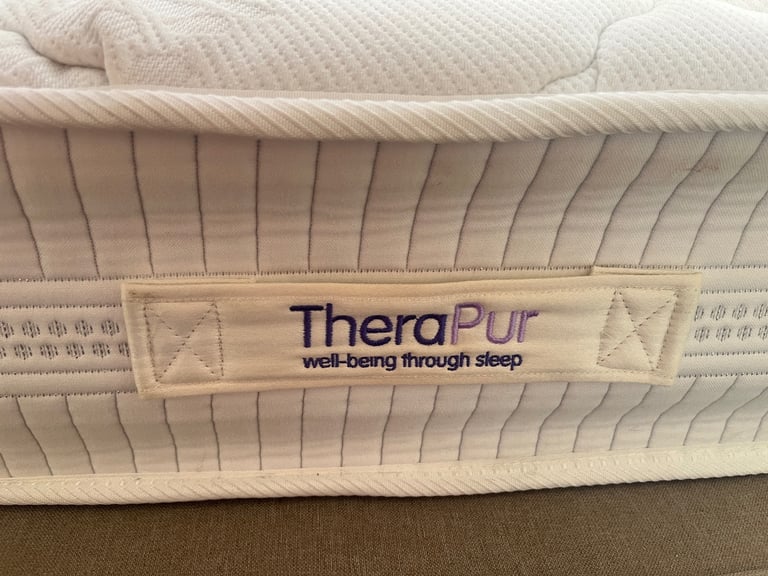 TheraPur
well-being through sleep